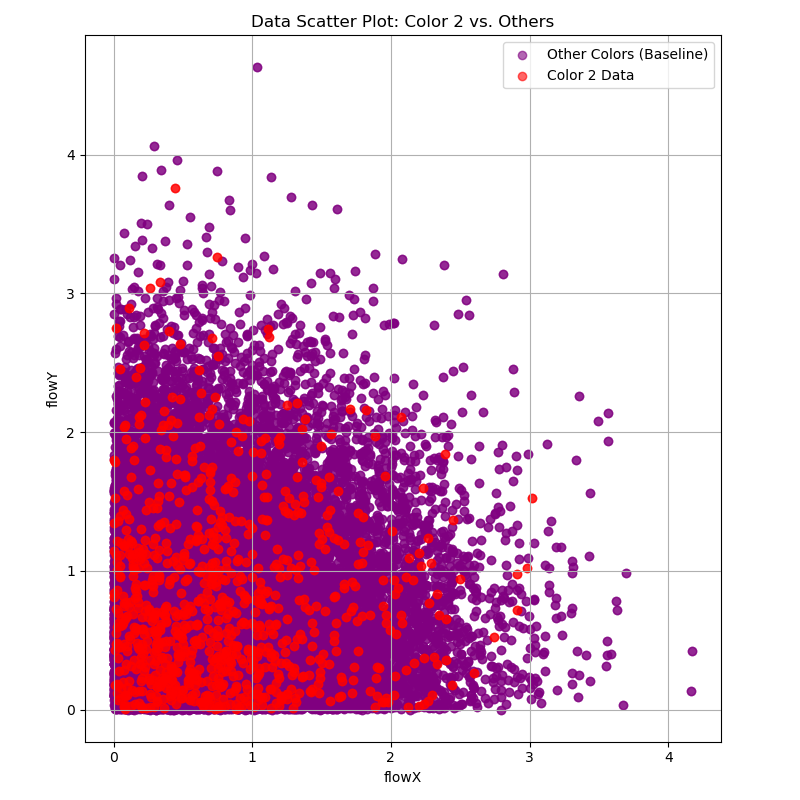 Data Scatter Plot: Color 2 vs. Others
Other Colors (Baseline)
Color 2 Data
flowY
4
3
2
1
0
0 1 2 3 4
flowX